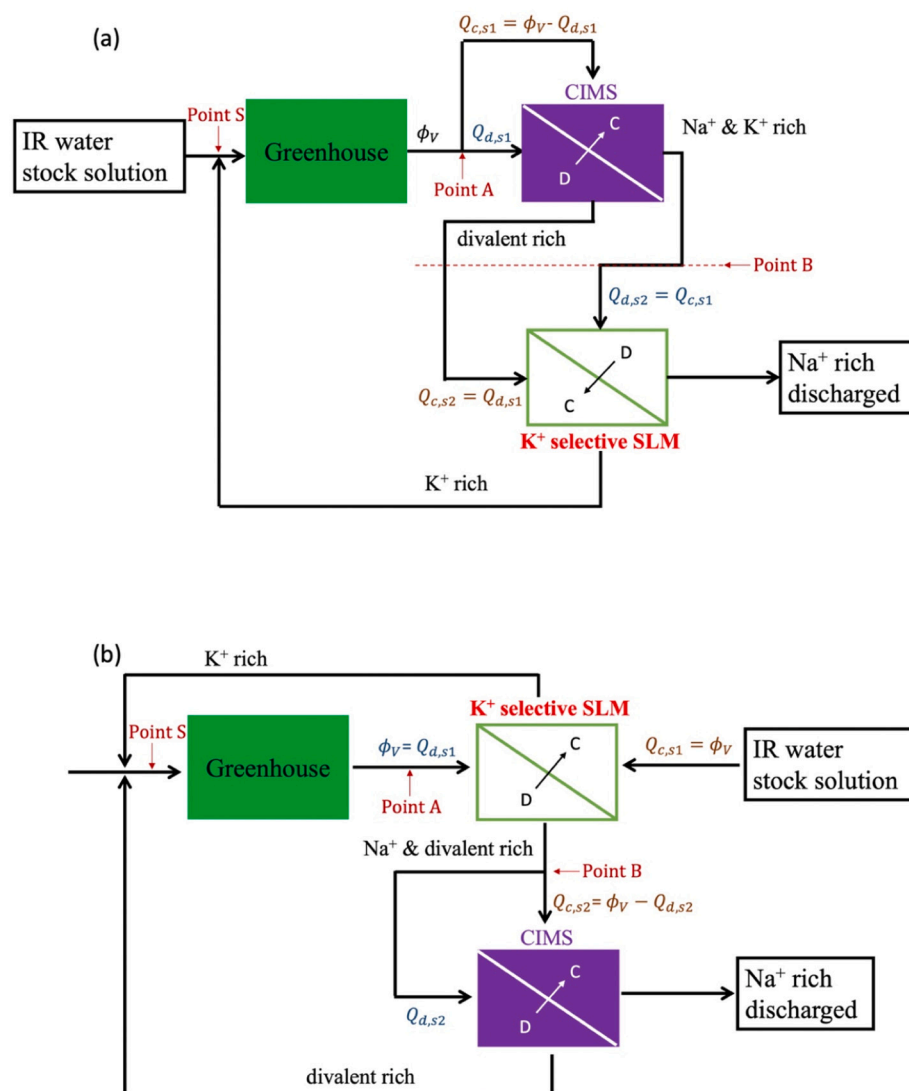 (a)
Q_{c,s1} = ϕ_V- Q_{d,s1}
CIMS
Point S
IR water
stock solution
Greenhouse
ϕ_V
Q_{d,s1}
Point A
C
D
Na⁺ & K⁺ rich
divalent rich
Point B
Q_{d,s2} = Q_{c,s1}
D
C
Q_{c,s2} = Q_{d,s1}
Na⁺ rich
discharged
K⁺ selective SLM
K⁺ rich
(b)
K⁺ rich
K⁺ selective SLM
Point S
Greenhouse
ϕ_V= Q_{d,s1}
Point A
C
D
Q_{c,s1} = ϕ_V
IR water
stock solution
Na⁺ & divalent rich
Point B
Q_{c,s2}= ϕ_V − Q_{d,s2}
CIMS
C
D
Q_{d,s2}
Na⁺ rich
discharged
divalent rich